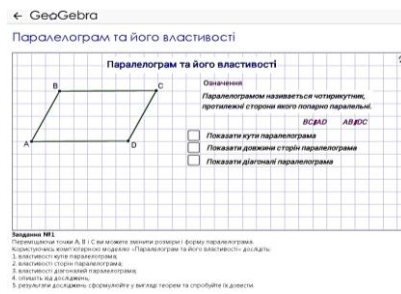 ← GeoGebra
Паралелограм та його властивості
Паралелограм та його властивості
Означення
Паралелограмом називається чотирикутник,
протилежні сторони якого попарно паралельні.
BC∥AD AB∥DC
B
C
A
D
Показати кути паралелограма
Показати довжини сторін паралелограма
Показати діагоналі паралелограма
Завдання №1
Переміщаючи точки A, B і C ви можете змінити розміри і форму паралелограма.
Користуючись комп'ютерною моделлю «Паралелограм та його властивості» дослідіть:
1. властивості кутів паралелограма;
2. властивості сторін паралелограма;
3. властивості діагоналей паралелограма;
4. опишіть хід досліджень;
5. результати досліджень сформулюйте у вигляді теорем та спробуйте їх довести.